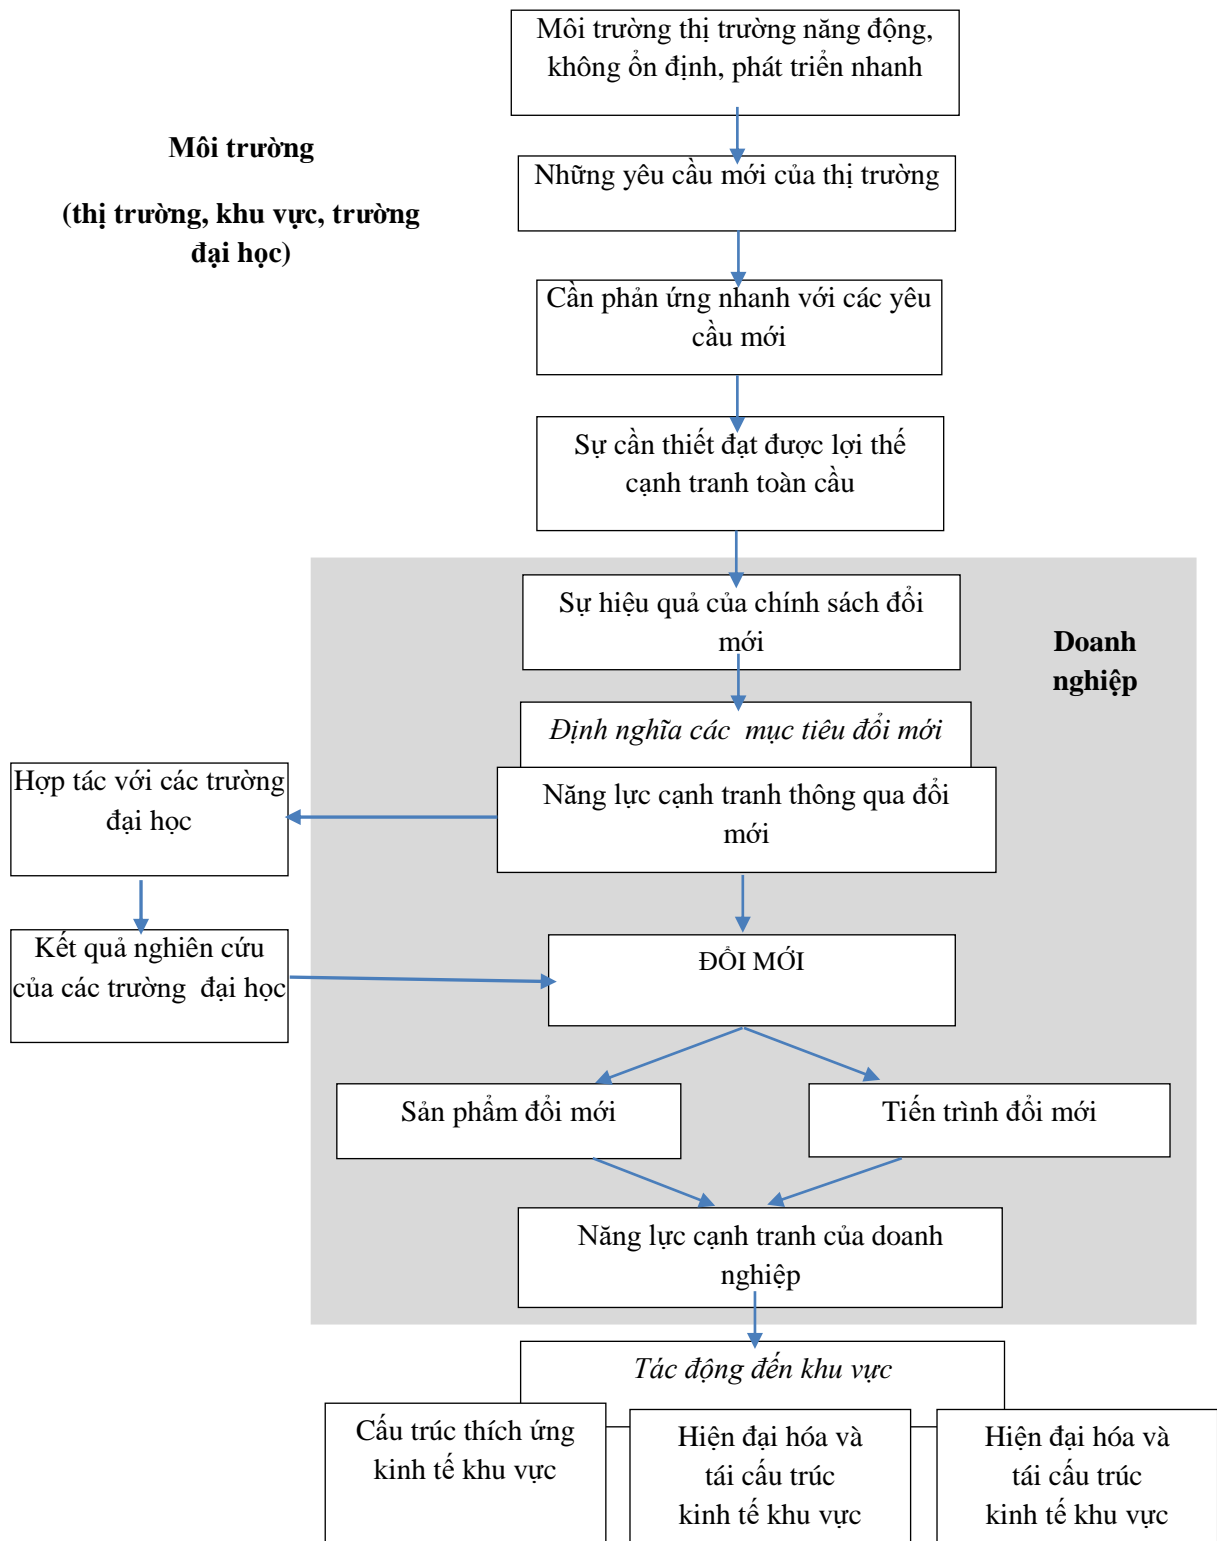 Môi trường thị trường năng động,
không ổn định, phát triển nhanh
Môi trường
(thị trường, khu vực, trường
đại học)
Những yêu cầu mới của thị trường
Cần phản ứng nhanh với các yêu
cầu mới
Sự cần thiết đạt được lợi thế
cạnh tranh toàn cầu
Sự hiệu quả của chính sách đổi
mới
Doanh
nghiệp
Định nghĩa các mục tiêu đổi mới
Năng lực cạnh tranh thông qua đổi
mới
Hợp tác với các trường
đại học
Kết quả nghiên cứu
của các trường đại học
ĐỔI MỚI
Sản phẩm đổi mới
Tiến trình đổi mới
Năng lực cạnh tranh của doanh
nghiệp
Tác động đến khu vực
Cấu trúc thích ứng
kinh tế khu vực
Hiện đại hóa và
tái cấu trúc
kinh tế khu vực
Hiện đại hóa và
tái cấu trúc
kinh tế khu vực